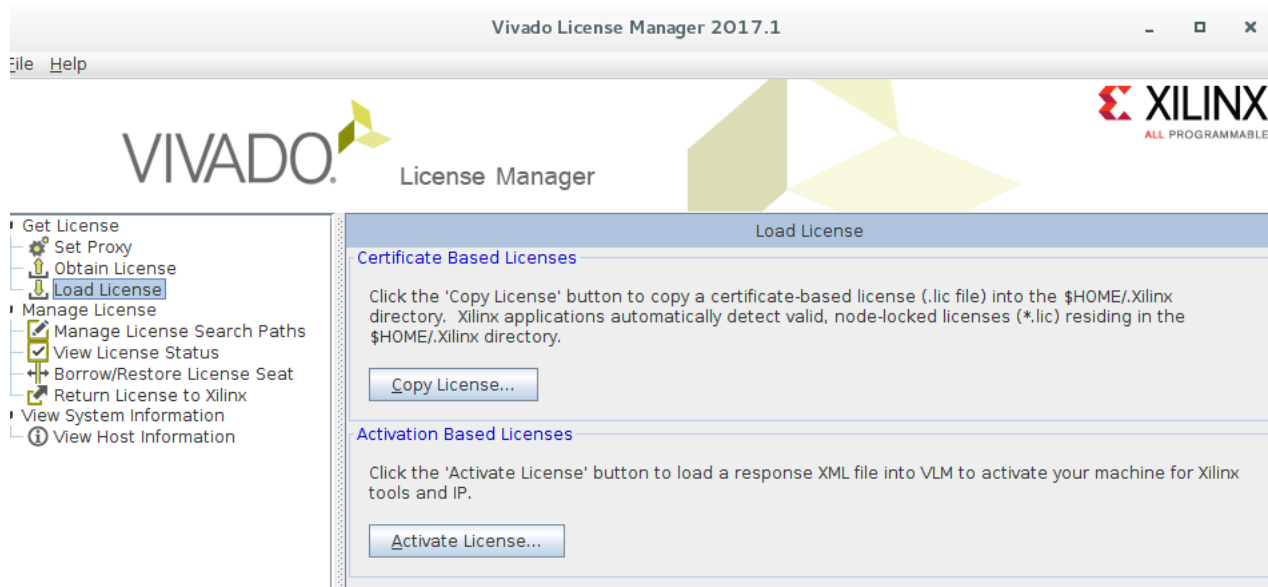 Vivado License Manager 2017.1
File Help
VIVADO.
License Manager
XILINX
ALL PROGRAMMABLE
Get License
Set Proxy
Obtain License
Load License
Manage License
Manage License Search Paths
View License Status
Borrow/Restore License Seat
Return License to Xilinx
View System Information
View Host Information
Load License
Certificate Based Licenses
Click the 'Copy License' button to copy a certificate-based license (.lic file) into the $HOME/.Xilinx
directory. Xilinx applications automatically detect valid, node-locked licenses (*.lic) residing in the
$HOME/.Xilinx directory.
Copy License...
Activation Based Licenses
Click the 'Activate License' button to load a response XML file into VLM to activate your machine for Xilinx
tools and IP.
Activate License...